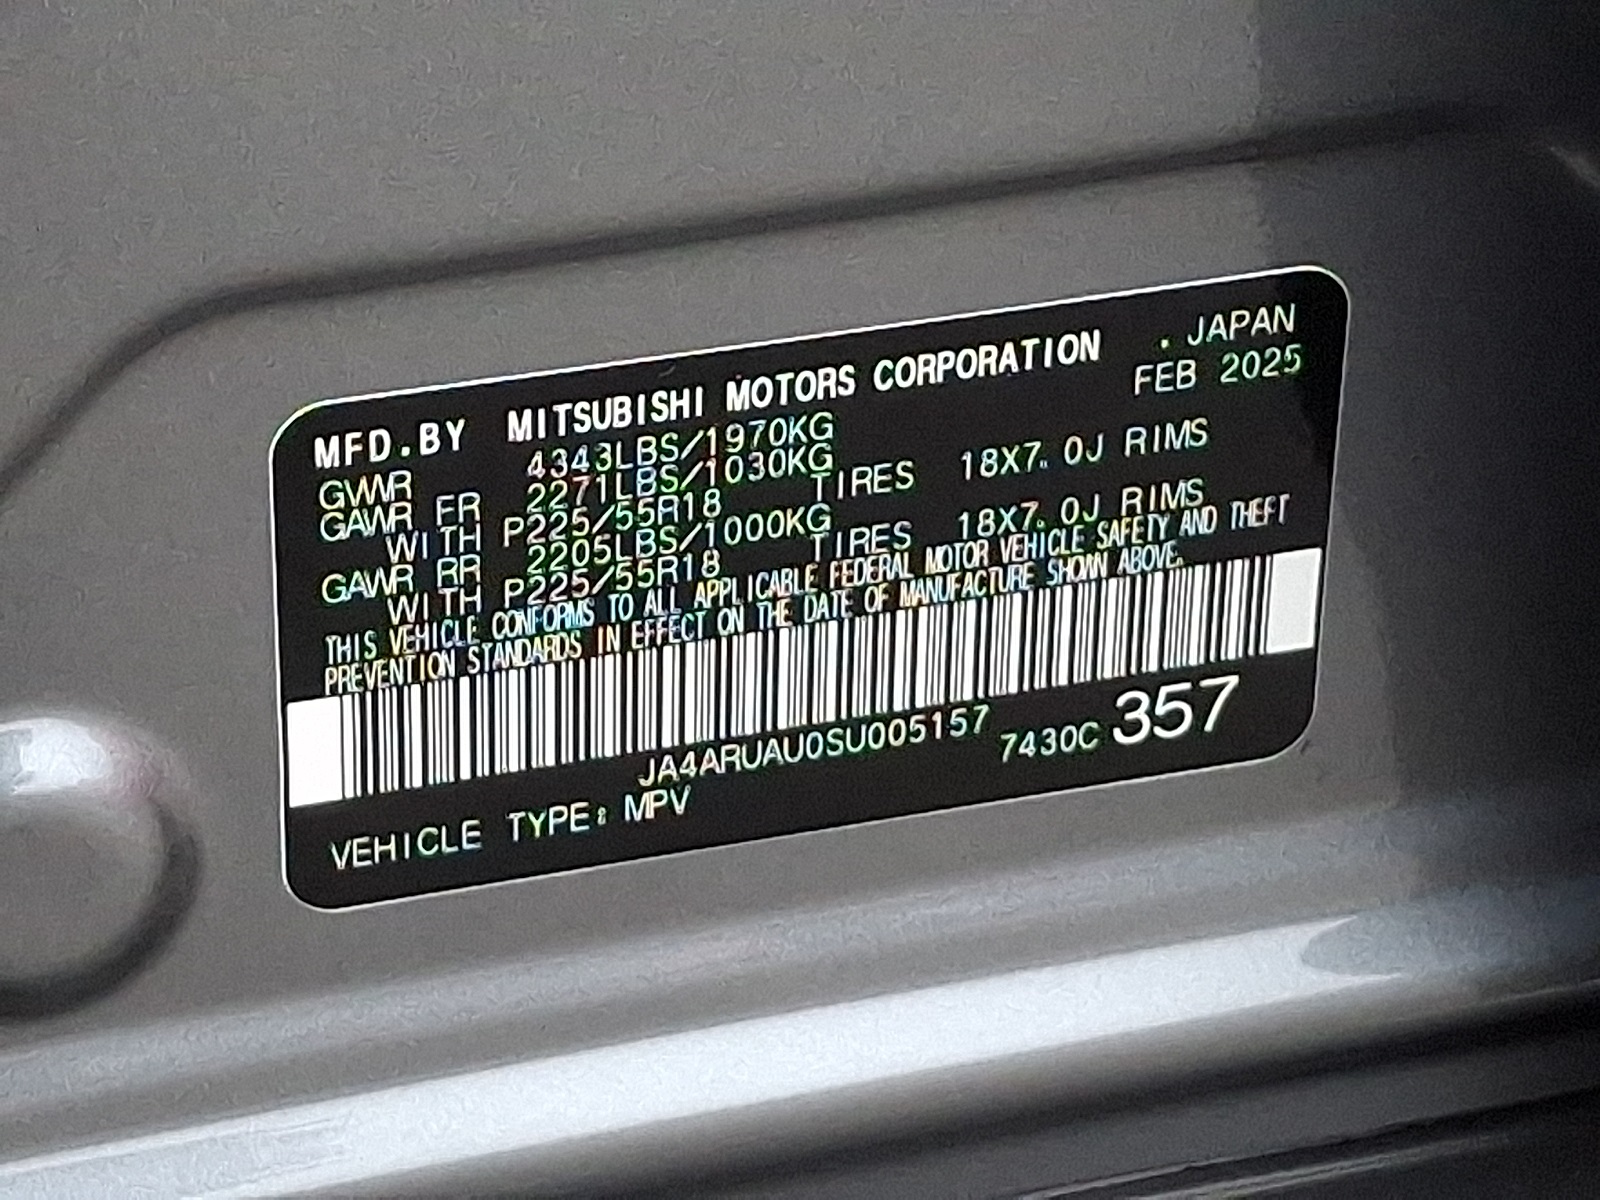 MFD.BY MITSUBISHI MOTORS CORPORATION . JAPAN
FEB 2025
GVWR 4343LBS/1970KG
GAWR FR 2271LBS/1030KG
WITH P225/55R18 TIRES 18X7.0J RIMS
GAWR RR 2205LBS/1000KG
WITH P225/55R18 TIRES 18X7.0J RIMS
THIS VEHICLE CONFORMS TO ALL APPLICABLE FEDERAL MOTOR VEHICLE SAFETY AND THEFT
PREVENTION STANDARDS IN EFFECT ON THE DATE OF MANUFACTURE SHOWN ABOVE.
JA4ARUAU0SU005157 7430C 357
VEHICLE TYPE: MPV